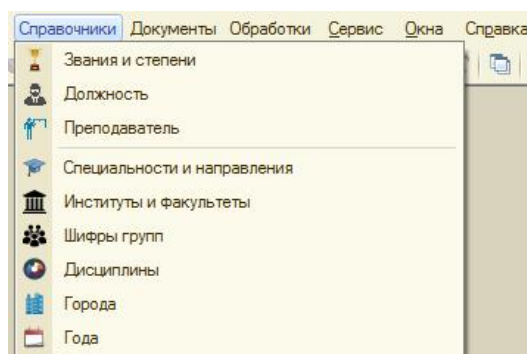 Справочники Документы Обработки Сервис Окна Справка
Звания и степени
Должность
Преподаватель
Специальности и направления
Институты и факультеты
Шифры групп
Дисциплины
Города
Года